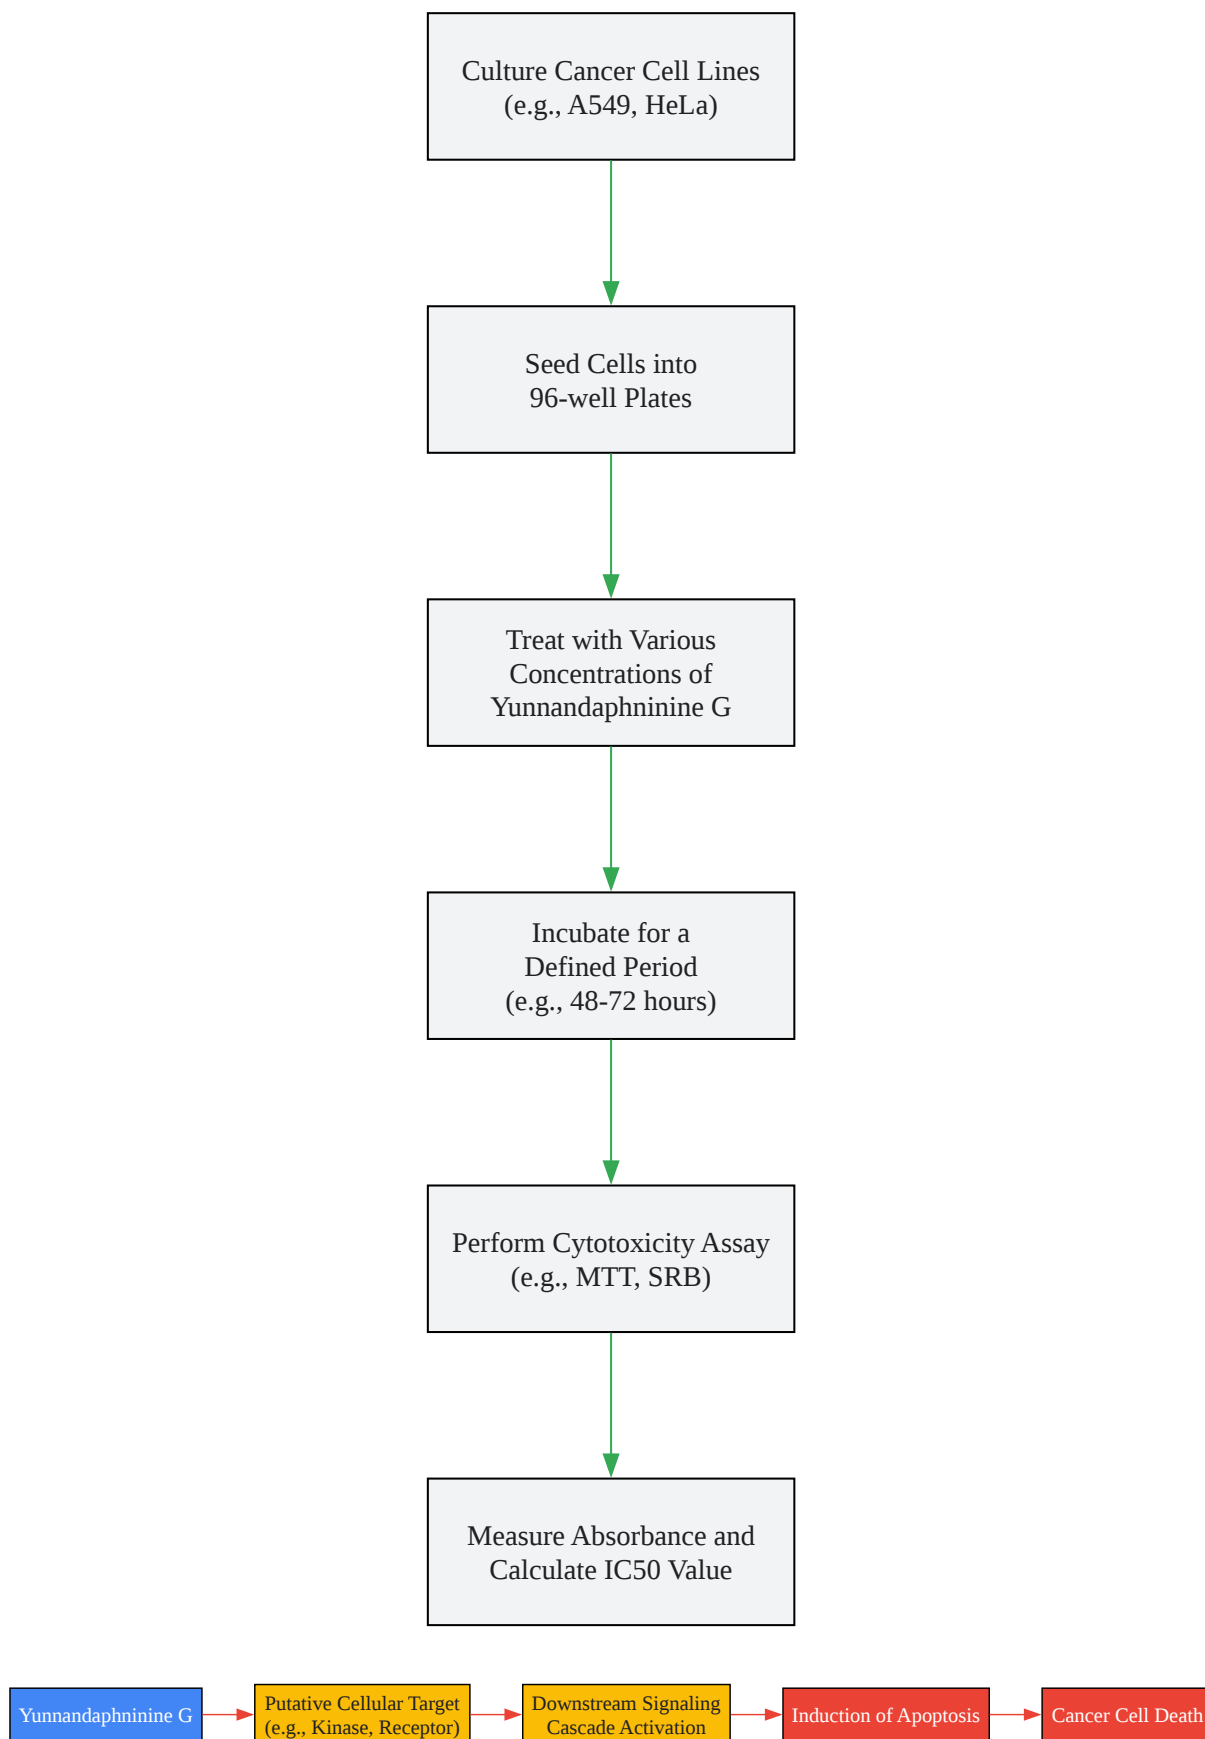 Culture Cancer Cell Lines
(e.g., A549, HeLa)
Seed Cells into
96-well Plates
Treat with Various
Concentrations of
Yunnandaphninine G
Incubate for a
Defined Period
(e.g., 48-72 hours)
Perform Cytotoxicity Assay
(e.g., MTT, SRB)
Measure Absorbance and
Calculate IC50 Value
Yunnandaphninine G
Putative Cellular Target
(e.g., Kinase, Receptor)
Downstream Signaling
Cascade Activation
Induction of Apoptosis
Cancer Cell Death